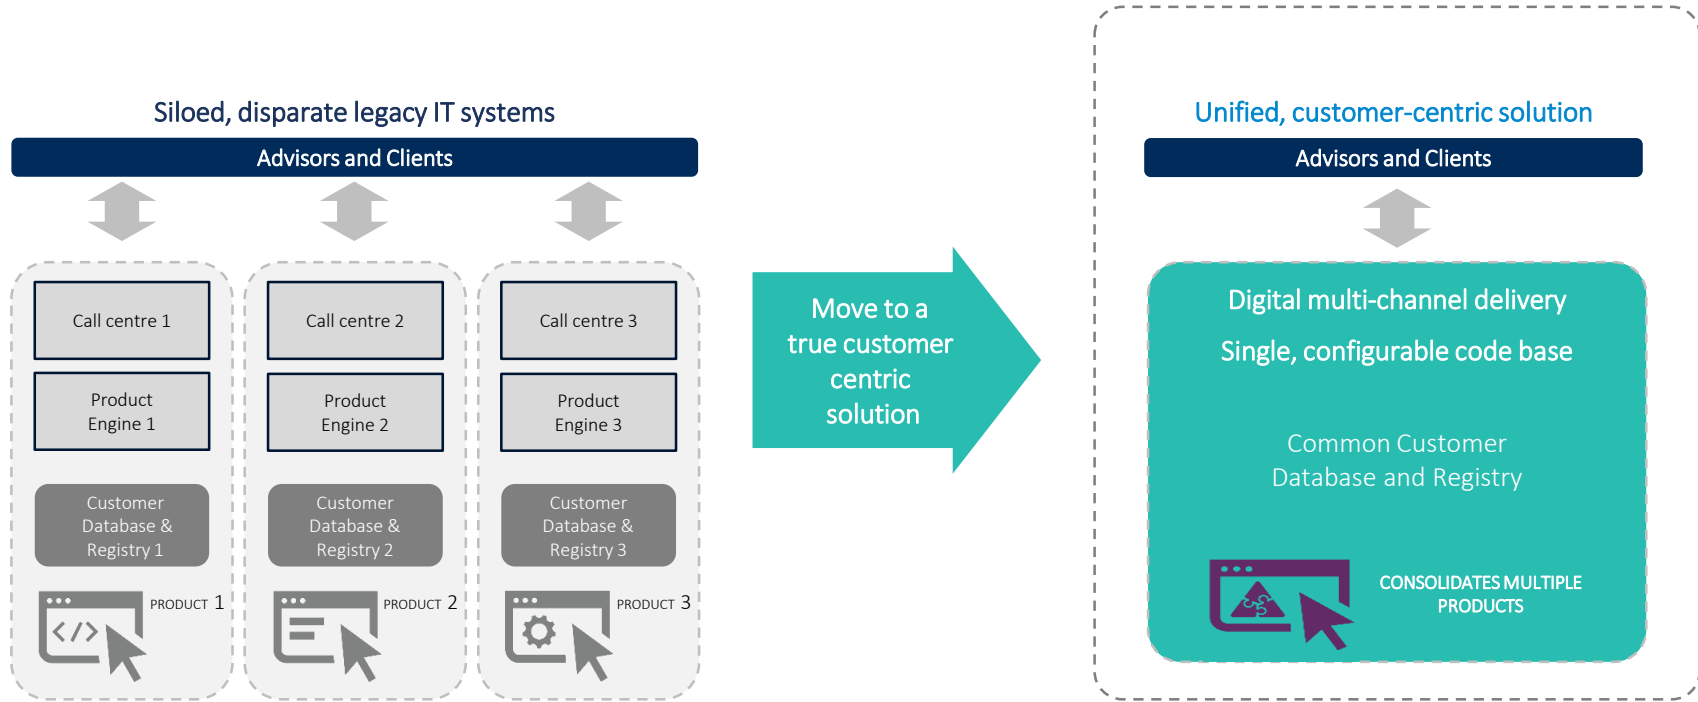 Siloed, disparate legacy IT systems
Advisors and Clients
Call centre 1
Product
Engine 1
Customer
Database &
Registry 1
PRODUCT 1
Call centre 2
Product
Engine 2
Customer
Database &
Registry 2
PRODUCT 2
Call centre 3
Product
Engine 3
Customer
Database &
Registry 3
PRODUCT 3
Move to a
true customer
centric
solution
Unified, customer-centric solution
Advisors and Clients
Digital multi-channel delivery
Single, configurable code base
Common Customer
Database and Registry
CONSOLIDATES MULTIPLE
PRODUCTS